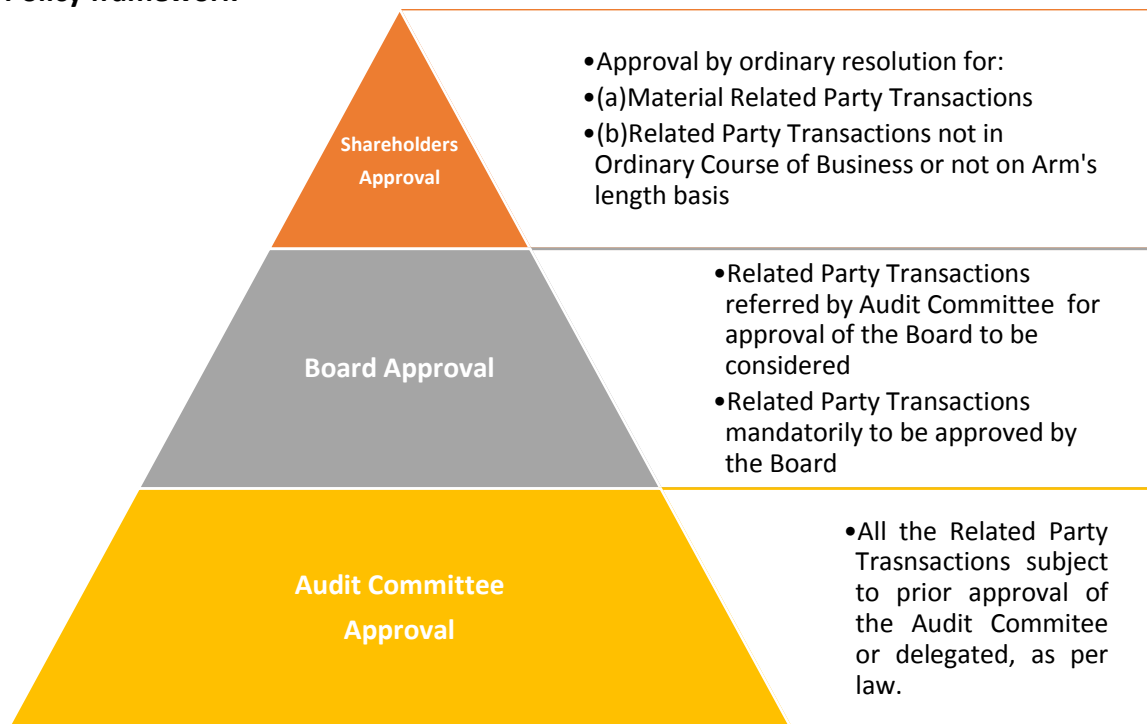 Policy framework
Shareholders
Approval
•Approval by ordinary resolution for:
•(a)Material Related Party Transactions
•(b)Related Party Transactions not in
Ordinary Course of Business or not on Arm's
length basis
Board Approval
•Related Party Transactions
referred by Audit Committee for
approval of the Board to be
considered
•Related Party Transactions
mandatorily to be approved by
the Board
Audit Committee
Approval
•All the Related Party
Trasnsactions subject
to prior approval of
the Audit Commitee
or delegated, as per
law.